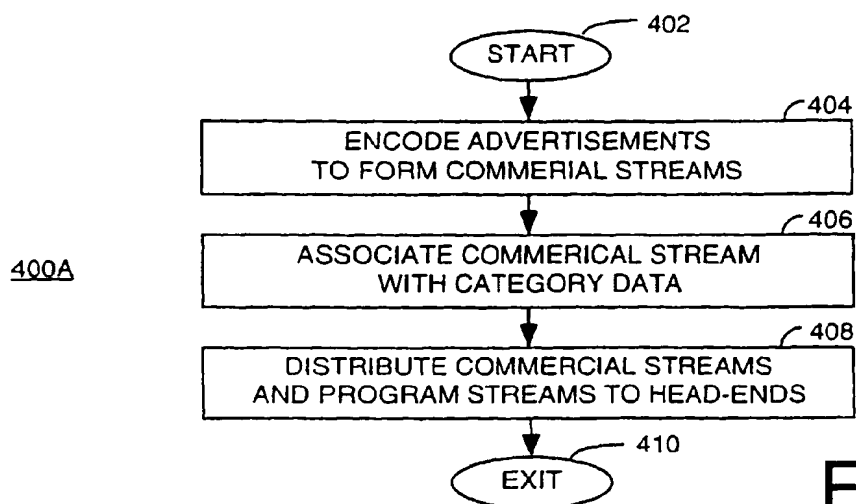 402
START
404
ENCODE ADVERTISEMENTS
TO FORM COMMERIAL STREAMS
406
ASSOCIATE COMMERICAL STREAM
WITH CATEGORY DATA
400A
408
DISTRIBUTE COMMERCIAL STREAMS
AND PROGRAM STREAMS TO HEAD-ENDS
410
EXIT
F